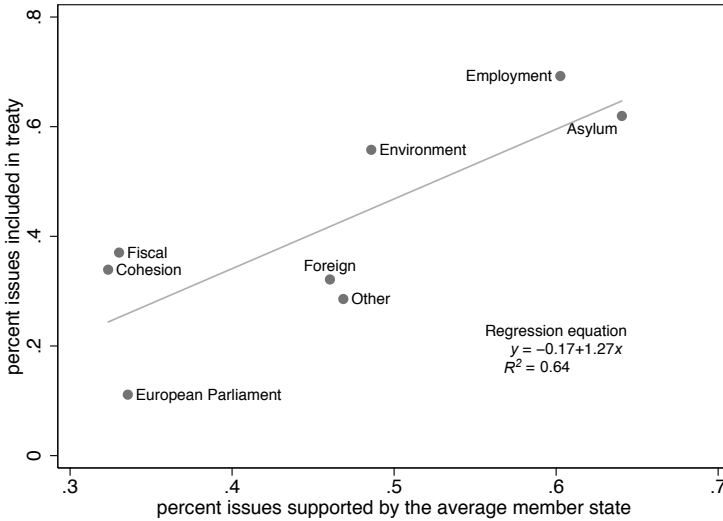 .8
Employment
.6
Asylum
Environment
.4
Fiscal
Cohesion
Foreign
Other
Regression equation
y = −0.17+1.27x
R² = 0.64
.2
European Parliament
0
percent issues included in treaty
.3
.4
.5
.6
.7
percent issues supported by the average member state